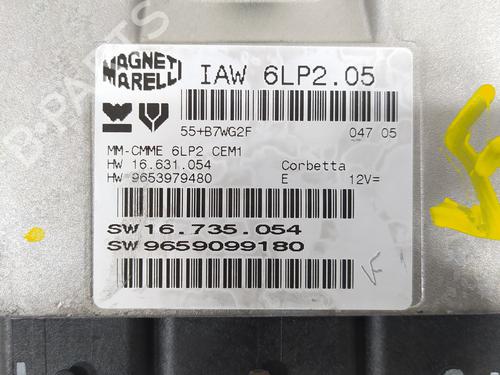 MAGNETI
MARELLI
IAW 6LP2.05
55+B7WG2F 047 05
MM-CMME 6LP2 CEM1
HW 16.631.054 Corbetta
HW 9653979480 E 12V=
SW16.735.054
SW9659099180